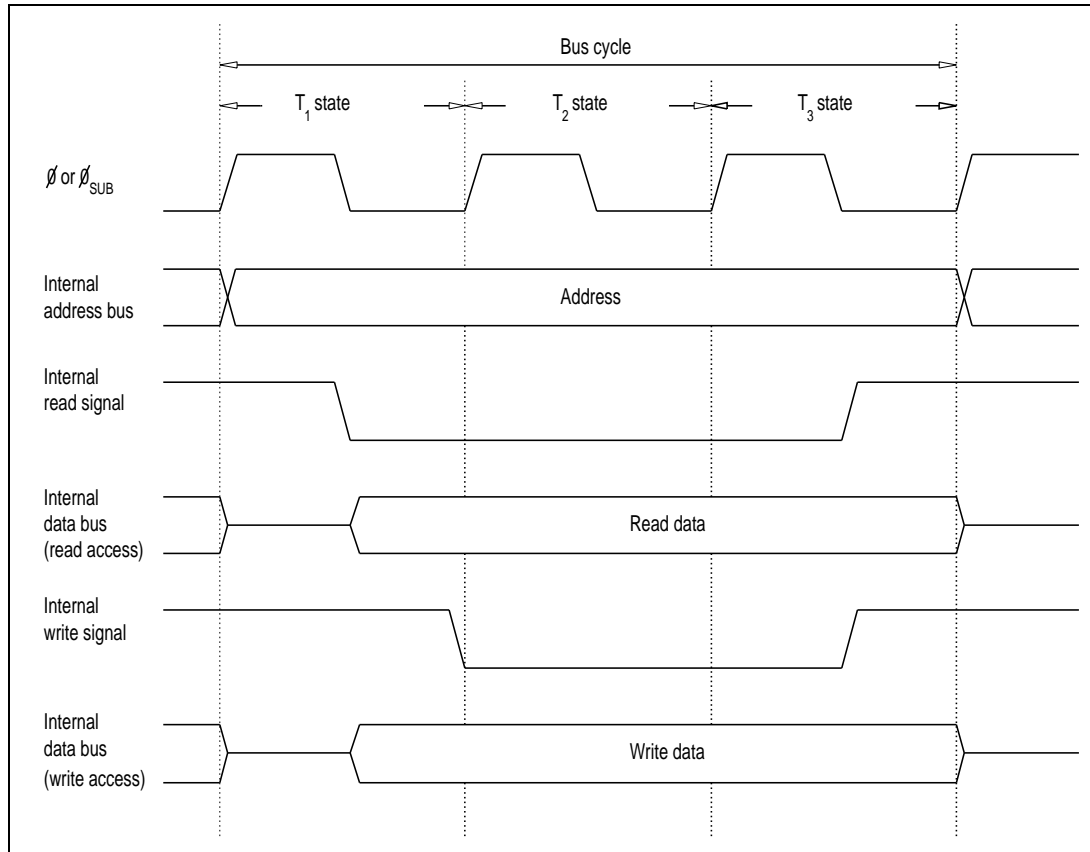 Bus cycle
T1 state
T2 state
T3 state
ø or øSUB
Internal
address bus
Address
Internal
read signal
Internal
data bus
(read access)
Read data
Internal
write signal
Internal
data bus
(write access)
Write data